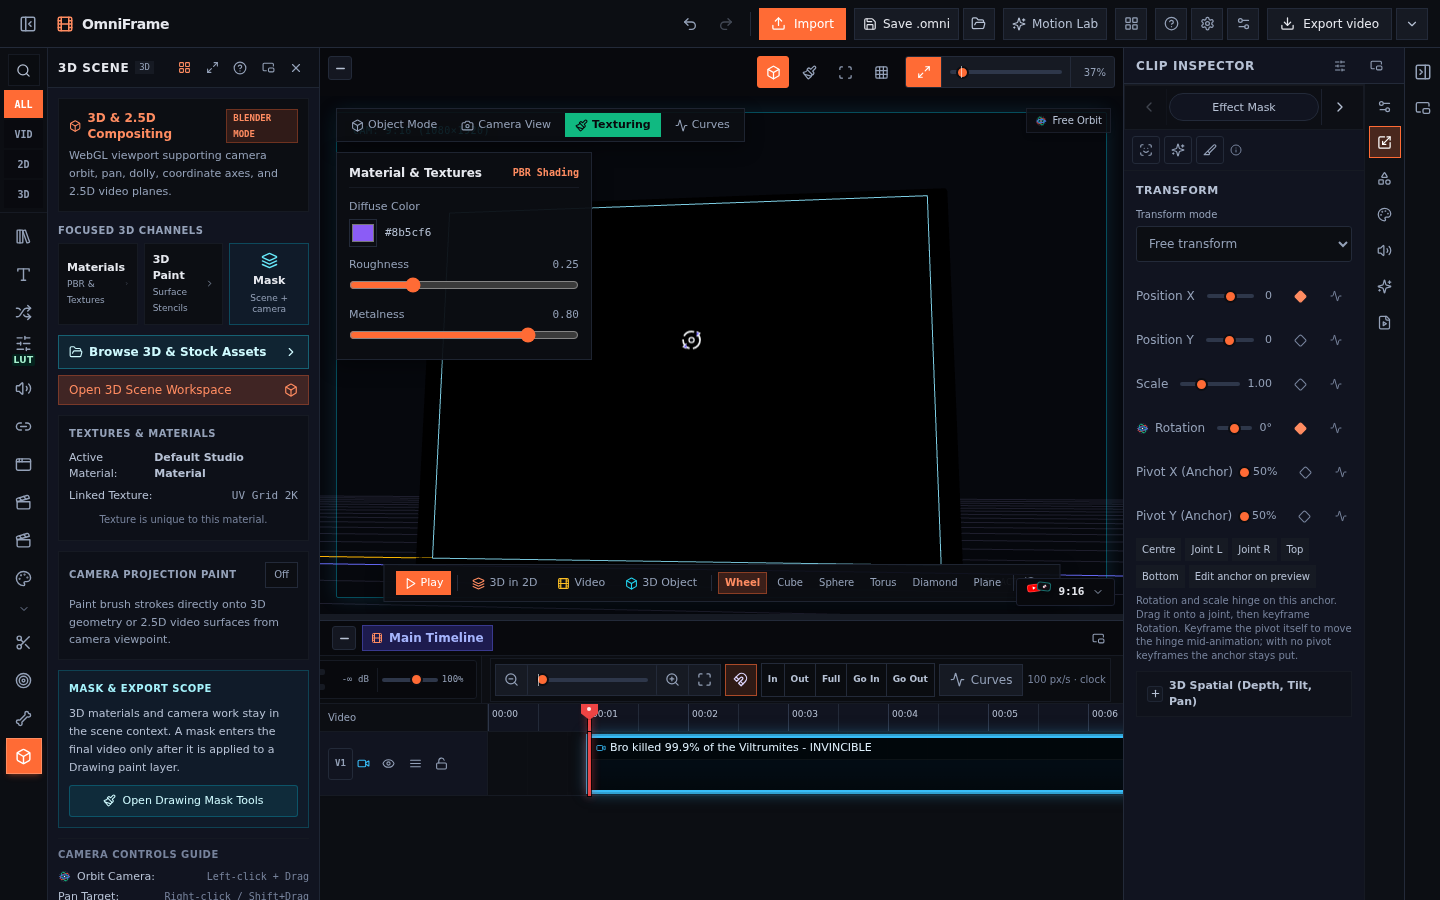 OmniFrame
Import
Save .omni
Motion Lab
Export video
3D SCENE 3D
37%
CLIP INSPECTOR
ALL
VID
2D
3D
LUT
3D & 2.5D
Compositing
BLENDER
MODE
WebGL viewport supporting camera
orbit, pan, dolly, coordinate axes, and
2.5D video planes.
FOCUSED 3D CHANNELS
Materials
PBR &
Textures
3D
Paint
Surface
Stencils
Mask
Scene +
camera
Browse 3D & Stock Assets
Open 3D Scene Workspace
TEXTURES & MATERIALS
Active
Material:
Default Studio
Material
Linked Texture:
UV Grid 2K
Texture is unique to this material.
CAMERA PROJECTION PAINT
Off
Paint brush strokes directly onto 3D
geometry or 2.5D video surfaces from
camera viewpoint.
MASK & EXPORT SCOPE
3D materials and camera work stay in
the scene context. A mask enters the
final video only after it is applied to a
Drawing paint layer.
Open Drawing Mask Tools
CAMERA CONTROLS GUIDE
Orbit Camera:
Left-click + Drag
Pan Target:
Right-click / Shift+Drag
Object Mode
Camera View
Texturing
Curves
Free Orbit
Material & Textures
PBR Shading
Diffuse Color
#8b5cf6
Roughness
0.25
Metalness
0.80
Play
3D in 2D
Video
3D Object
Wheel
Cube
Sphere
Torus
Diamond
Plane
9:16
Main Timeline
-∞ dB
100%
In
Out
Full
Go In
Go Out
Curves
100 px/s · clock
Video
00:00
00:01
00:02
00:03
00:04
00:05
00:06
V1
Bro killed 99.9% of the Viltrumites - INVINCIBLE
Effect Mask
TRANSFORM
Transform mode
Free transform
Position X
0
Position Y
0
Scale
1.00
Rotation
0°
Pivot X (Anchor)
50%
Pivot Y (Anchor)
50%
Centre
Joint L
Joint R
Top
Bottom
Edit anchor on preview
Rotation and scale hinge on this anchor.
Drag it onto a joint, then keyframe
Rotation. Keyframe the pivot itself to move
the hinge mid-animation; with no pivot
keyframes the anchor stays put.
3D Spatial (Depth, Tilt,
Pan)